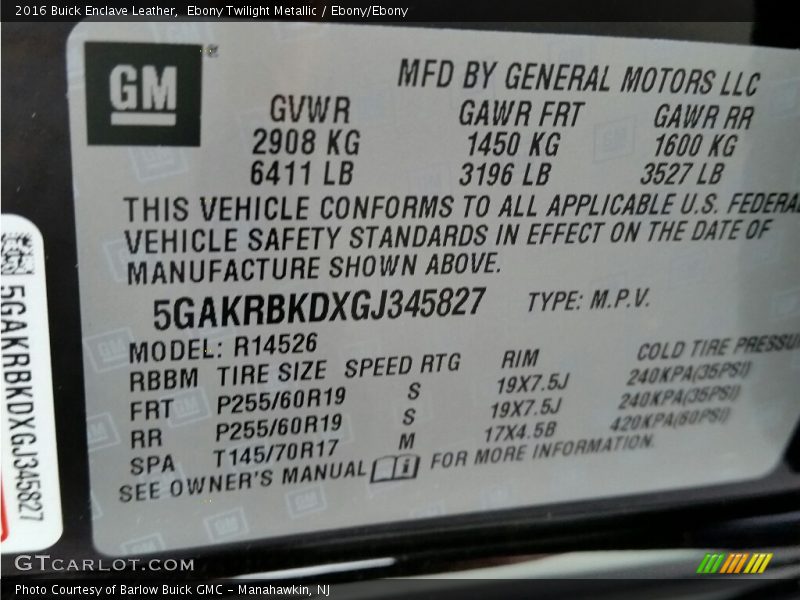 2016 Buick Enclave Leather,  Ebony Twilight Metallic / Ebony/Ebony
GM
MFD BY GENERAL MOTORS LLC
GVWR GAWR FRT GAWR RR
2908 KG 1450 KG 1600 KG
6411 LB 3196 LB 3527 LB
THIS VEHICLE CONFORMS TO ALL APPLICABLE U.S. FEDERAL
VEHICLE SAFETY STANDARDS IN EFFECT ON THE DATE OF
MANUFACTURE SHOWN ABOVE.
5GAKRBKDXGJ345827 TYPE: M.P.V.
MODEL: R14526
RBBM TIRE SIZE SPEED RTG RIM COLD TIRE PRESSU
FRT P255/60R19 S 19X7.5J 240KPA(35PSI)
RR P255/60R19 S 19X7.5J 240KPA(35PSI)
SPA T145/70R17 M 17X4.5B 420KPA(60PSI)
SEE OWNER'S MANUAL i FOR MORE INFORMATION.
5GAKRBKDXGJ345827
GTCARLOT.COM
Photo Courtesy of Barlow Buick GMC – Manahawkin, NJ